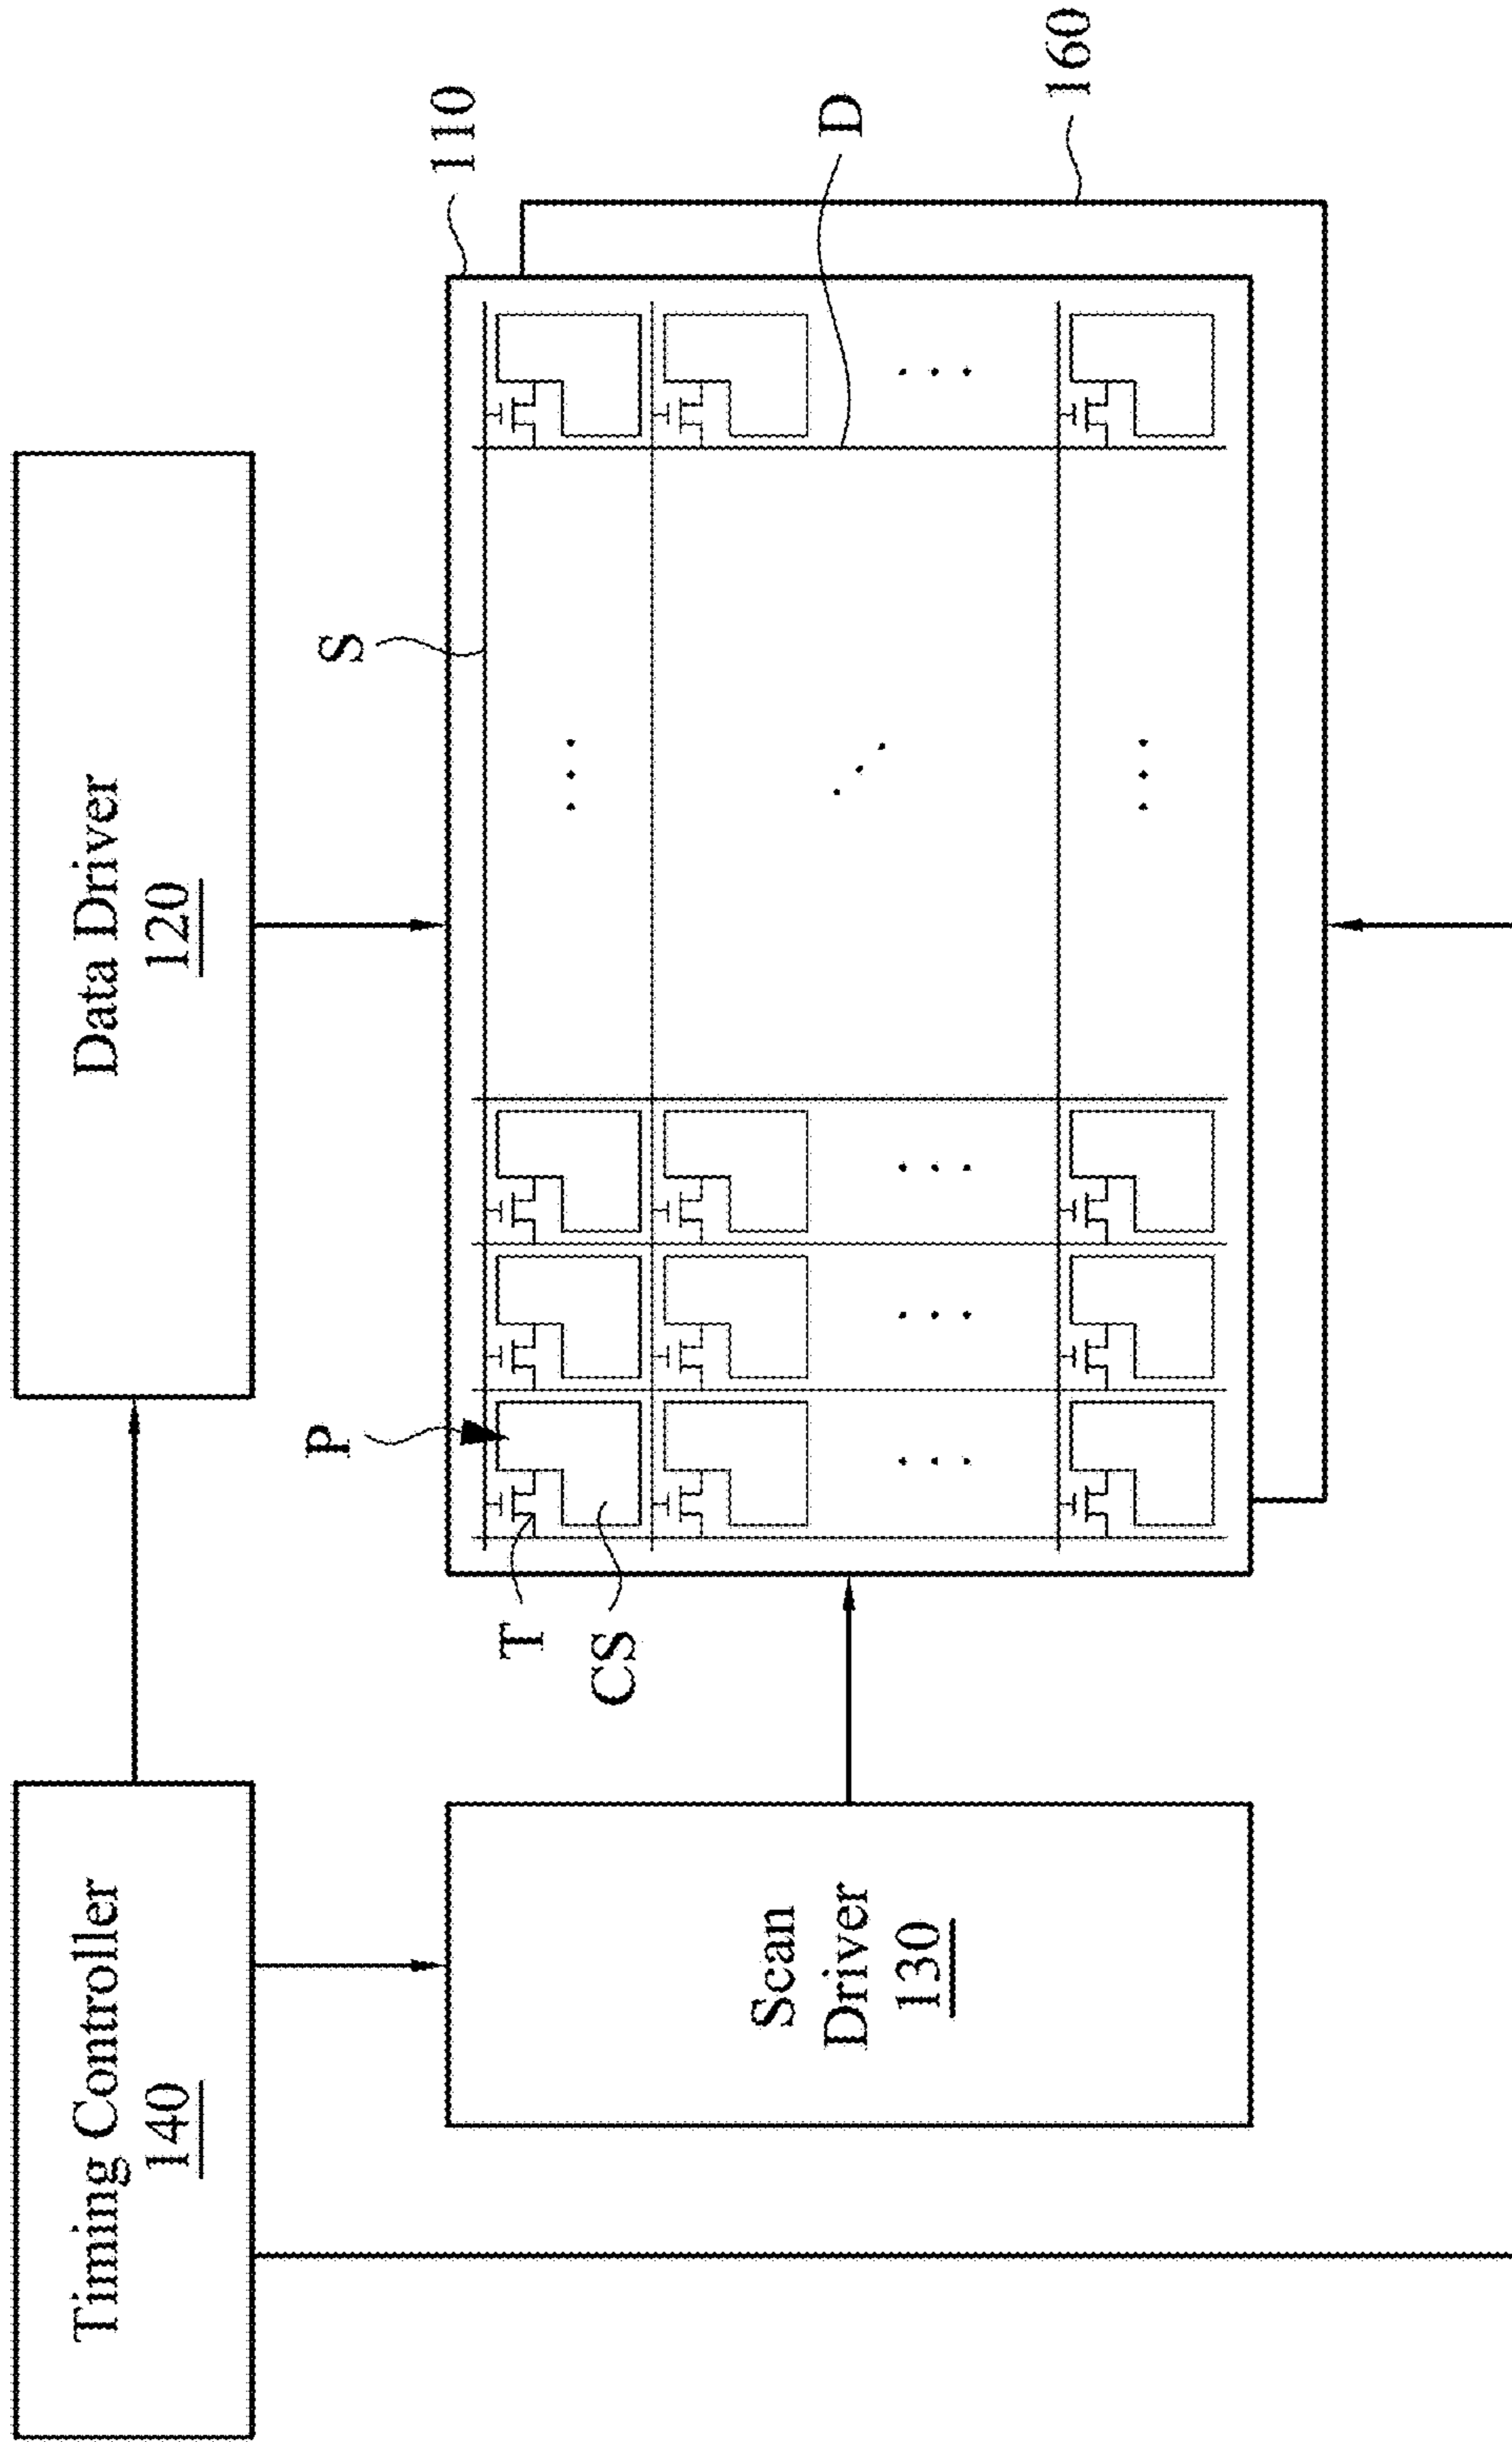 Timing Controller
140
Data Driver
120
Scan
Driver
130
P
S
T
CS
110
D
160